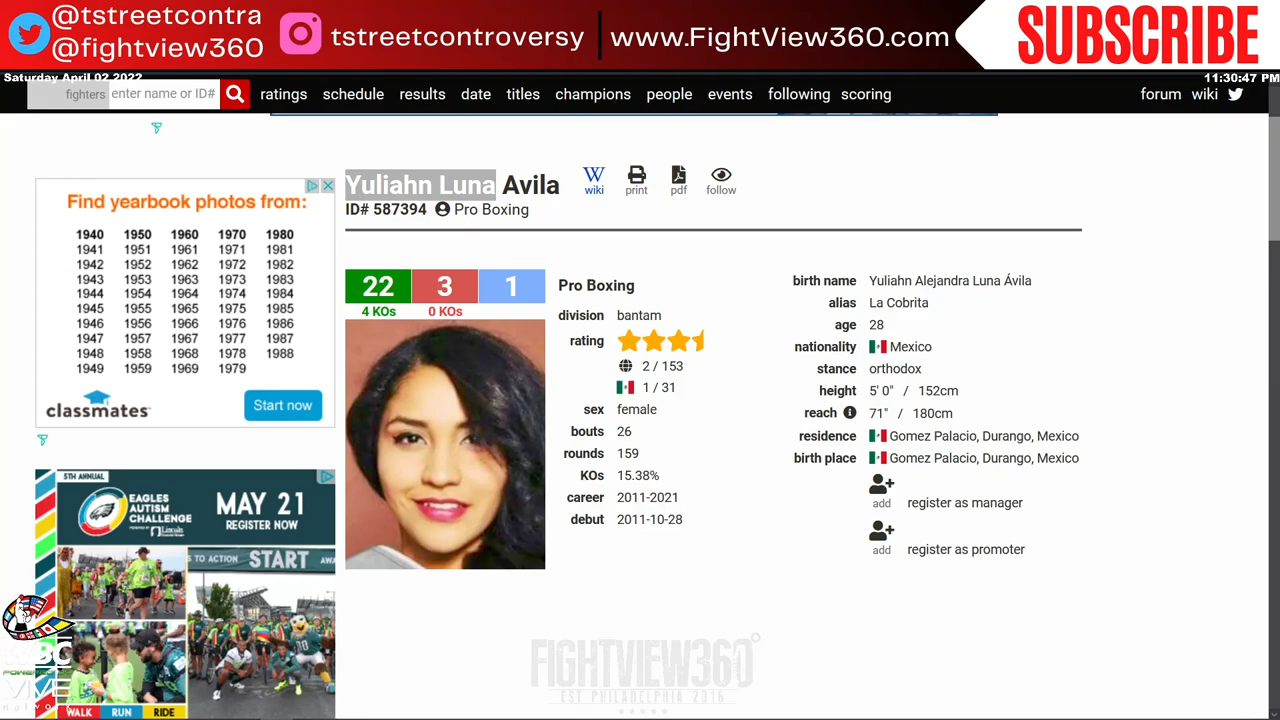 @tstreetcontra
@fightview360
tstreetcontroversy
www.FightView360.com
SUBSCRIBE
Saturday April 02 2022
11:30:47 PM
fighters enter name or ID# ratings schedule results date titles champions people events following scoring forum wiki
Yuliahn Luna Avila
wiki print pdf follow
ID# 587394 Pro Boxing
Find yearbook photos from:
1940 1950 1960 1970 1980
1941 1951 1961 1971 1981
1942 1952 1962 1972 1982
1943 1953 1963 1973 1983
1944 1954 1964 1974 1984
1945 1955 1965 1975 1985
1946 1956 1966 1976 1986
1947 1957 1967 1977 1987
1948 1958 1968 1978 1988
1949 1959 1969 1979
classmates Start now
5TH ANNUAL
EAGLES
AUTISM
CHALLENGE
Lincoln
MAY 21
REGISTER NOW
TO ACTION START
WALK RUN RIDE
22 3 1
4 KOs 0 KOs
Pro Boxing
division bantam
rating
2 / 153
1 / 31
sex female
bouts 26
rounds 159
KOs 15.38%
career 2011-2021
debut 2011-10-28
birth name Yuliahn Alejandra Luna Ávila
alias La Cobrita
age 28
nationality Mexico
stance orthodox
height 5' 0" / 152cm
reach 71" / 180cm
residence Gomez Palacio, Durango, Mexico
birth place Gomez Palacio, Durango, Mexico
add register as manager
add register as promoter
FIGHTVIEW360°
EST PHILADELPHIA 2016